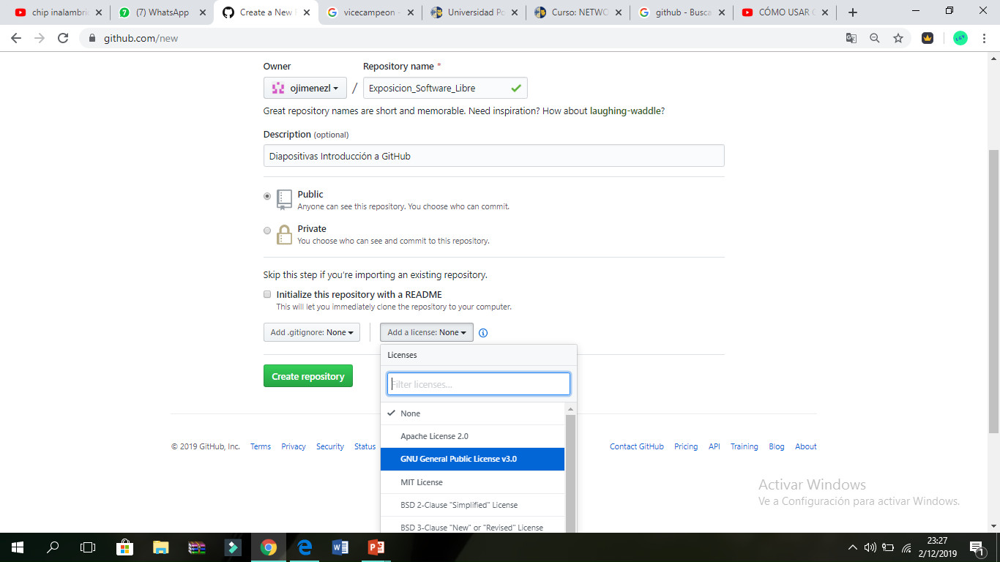 chip inalambric
(7) WhatsApp
Create a New
vicecampeon -
Universidad Po
Curso: NETWO
github - Busca
CÓMO USAR
github.com/new
Owner
Repository name *
ojimenezl
/
Exposicion_Software_Libre
Great repository names are short and memorable. Need inspiration? How about laughing-waddle?
Description (optional)
Diapositivas Introducción a GitHub
Public
Anyone can see this repository. You choose who can commit.
Private
You choose who can see and commit to this repository.
Skip this step if you're importing an existing repository.
Initialize this repository with a README
This will let you immediately clone the repository to your computer.
Add .gitignore: None
Add a license: None
Licenses
Create repository
Filter licenses...
None
Apache License 2.0
© 2019 GitHub, Inc. Terms Privacy Security Status
Contact GitHub Pricing API Training Blog About
GNU General Public License v3.0
MIT License
BSD 2-Clause "Simplified" License
BSD 3-Clause "New" or "Revised" License
Activar Windows
Ve a Configuración para activar Windows.
23:27
2/12/2019
1